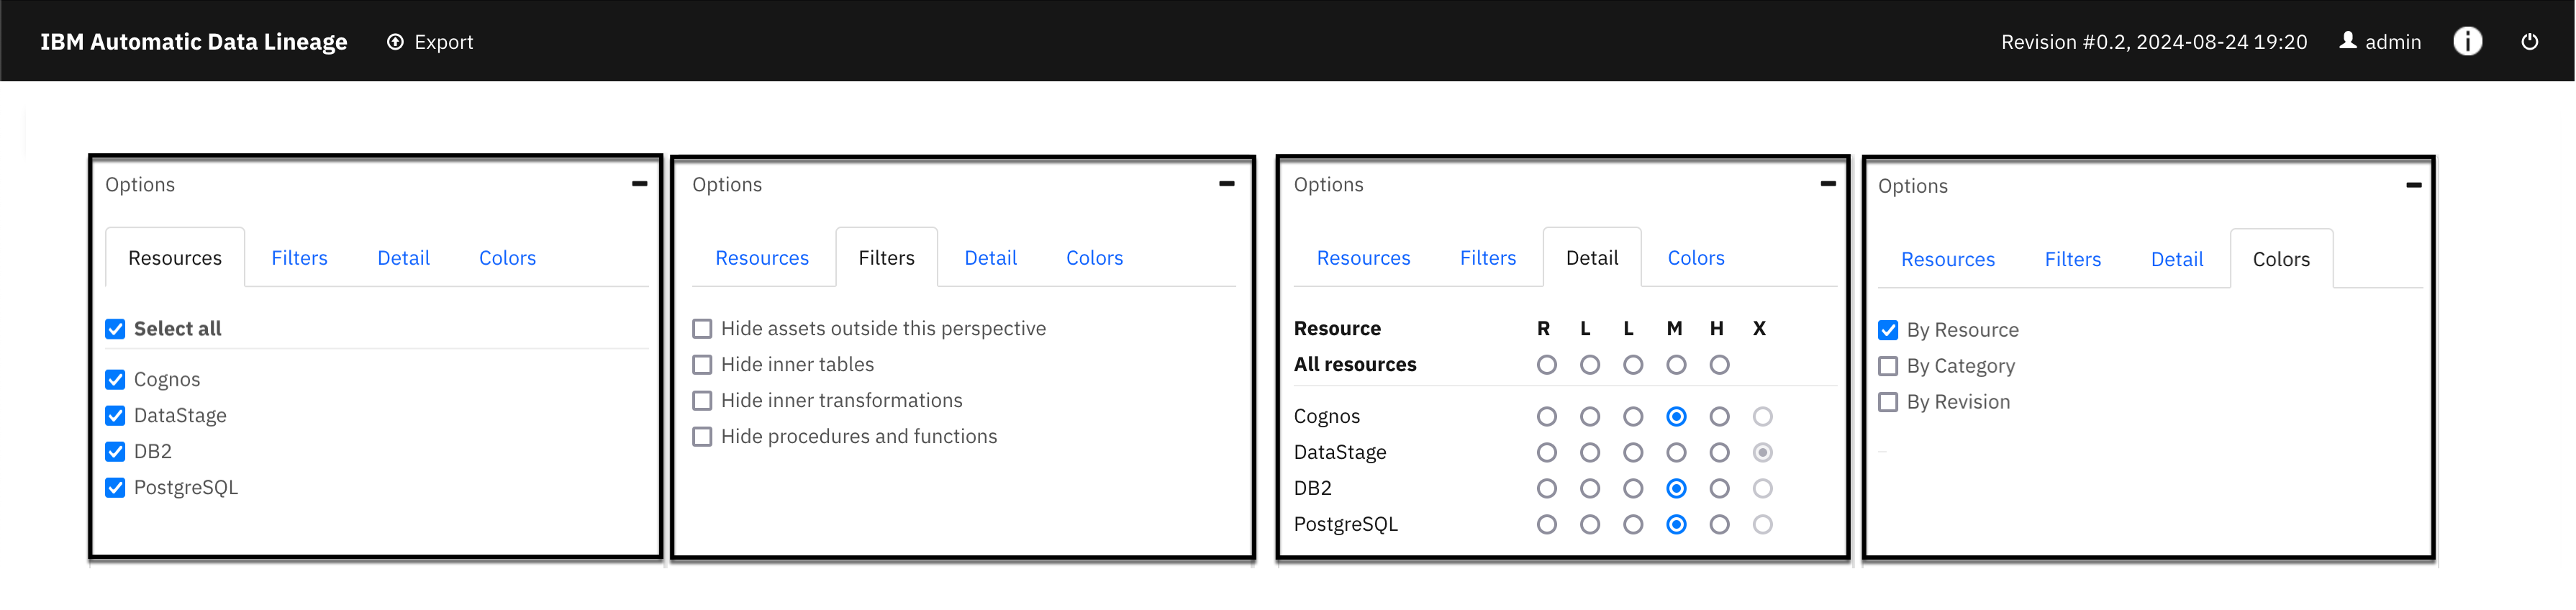 IBM Automatic Data Lineage Export Revision #0.2, 2024-08-24 19:20 admin i
Options
Resources Filters Detail Colors
Select all
Cognos
DataStage
DB2
PostgreSQL
Options
Resources Filters Detail Colors
Hide assets outside this perspective
Hide inner tables
Hide inner transformations
Hide procedures and functions
Options
Resources Filters Detail Colors
Resource R L L M H X
All resources
Cognos
DataStage
DB2
PostgreSQL
Options
Resources Filters Detail Colors
By Resource
By Category
By Revision